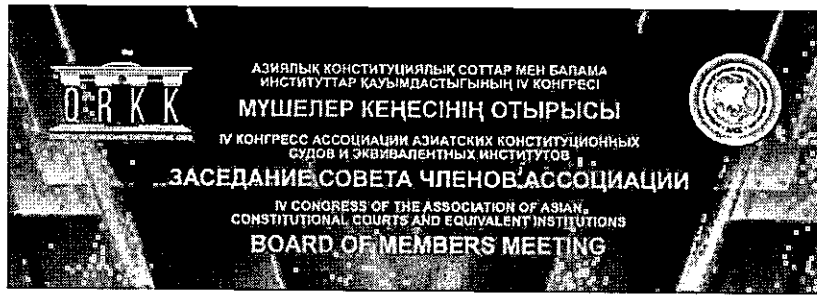 QRKK
АЗИЯЛЫҚ КОНСТИТУЦИЯЛЫҚ СОТТАР МЕН БАЛАМА
ИНСТИТУТТАР ҚАУЫМДАСТЫҒЫНЫҢ IV КОНГРЕСІ
МҮШЕЛЕР КЕҢЕСІНІҢ ОТЫРЫСЫ
IV КОНГРЕСС АССОЦИАЦИИ АЗИАТСКИХ КОНСТИТУЦИОННЫХ
СУДОВ И ЭКВИВАЛЕНТНЫХ ИНСТИТУТОВ
ЗАСЕДАНИЕ СОВЕТА ЧЛЕНОВ АССОЦИАЦИИ
IV CONGRESS OF THE ASSOCIATION OF ASIAN
CONSTITUTIONAL COURTS AND EQUIVALENT INSTITUTIONS
BOARD OF MEMBERS MEETING